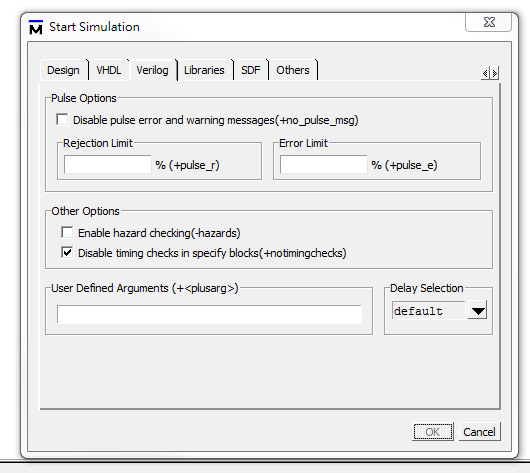 Start Simulation
Design VHDL Verilog Libraries SDF Others
Pulse Options
Disable pulse error and warning messages(+no_pulse_msg)
Rejection Limit Error Limit
% (+pulse_r) % (+pulse_e)
Other Options
Enable hazard checking(-hazards)
Disable timing checks in specify blocks(+notimingchecks)
User Defined Arguments (+<plusarg>) Delay Selection
default
OK Cancel